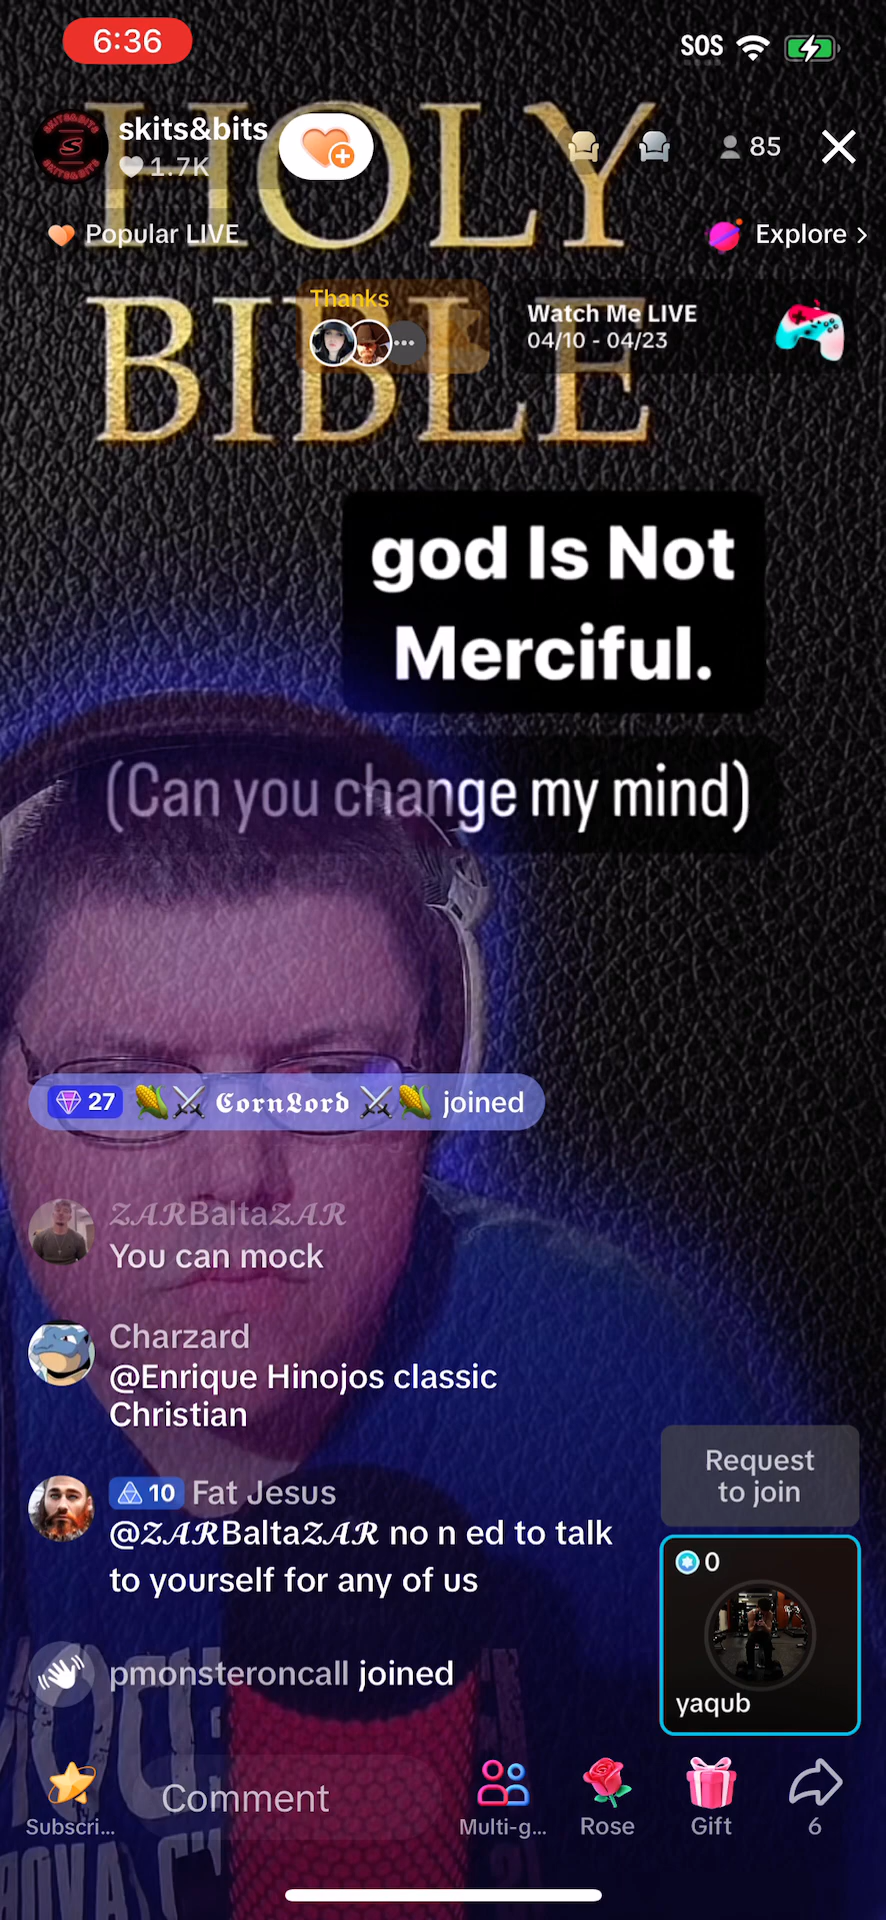 6:36
SOS
skits&bits
1.7K
85
HOLY
Popular LIVE
Explore >
BIBLE
Thanks
Watch Me LIVE
04/10 - 04/23
god Is Not
Merciful.
(Can you change my mind)
27 🌽⚔ 𝕮𝖔𝖗𝖓𝕷𝖔𝖗𝖉 ⚔🌽 joined
𝓩𝓐𝓡Balta𝓩𝓐𝓡
You can mock
Charzard
@Enrique Hinojos classic
Christian
10 Fat Jesus
@𝓩𝓐𝓡Balta𝓩𝓐𝓡 no n ed to talk
to yourself for any of us
pmonsteroncall joined
Request
to join
0
yaqub
Subscri...
Comment
Multi-g...
Rose
Gift
6